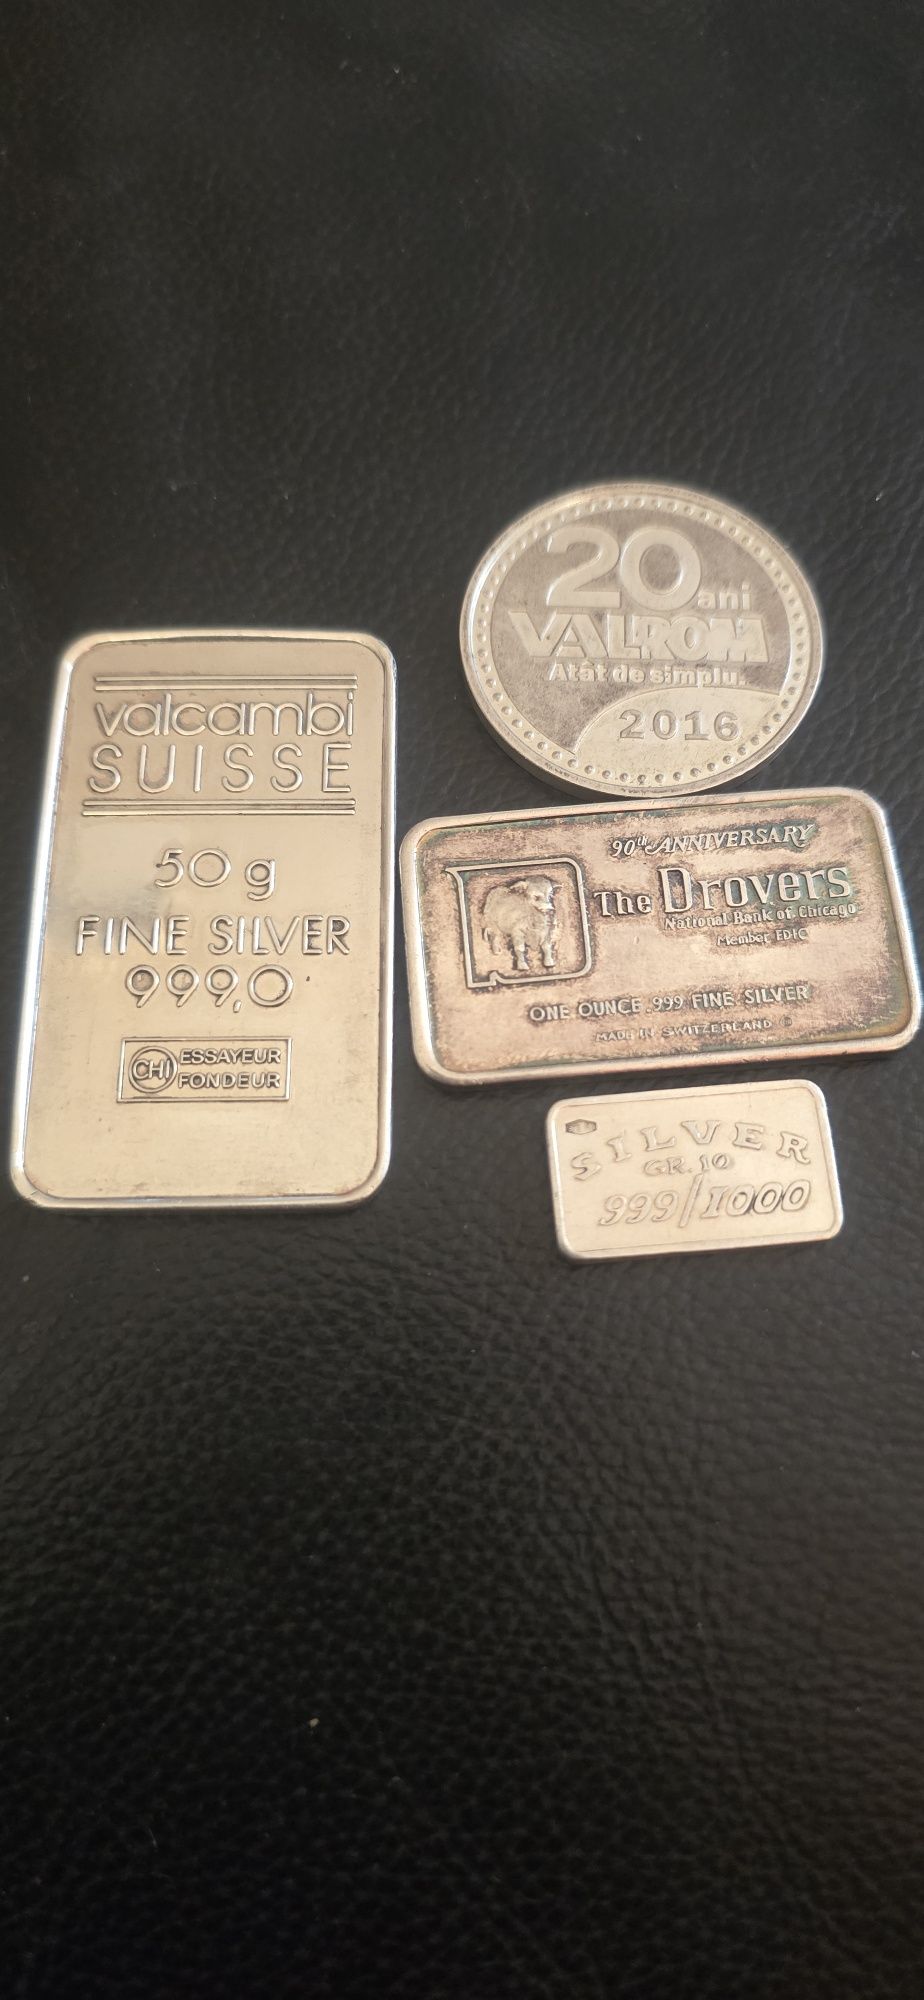 20
ani
VALROM
Atât de simplu.
2016
valcambi
SUISSE
50 g
FINE SILVER
999,0
CHI ESSAYEUR
FONDEUR
90th ANNIVERSARY
The Drovers
National Bank of Chicago
Member FDIC
ONE OUNCE .999 FINE SILVER
MADE IN SWITZERLAND
SILVER
GR. 10
999/1000